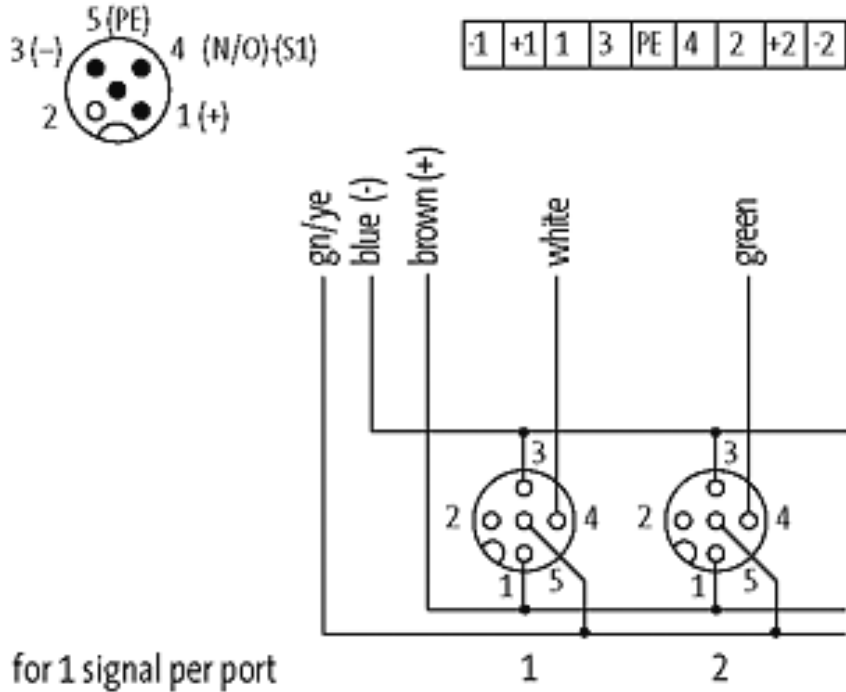 5 (PE)
3 (–)
4 (N/O)-(S1)
2
1 (+)
-1 +1 1 3 PE 4 2 +2 -2
gn/ye
blue (-)
brown (+)
white
green
3
3
2
4
2
4
1
5
1
5
for 1 signal per port
1
2